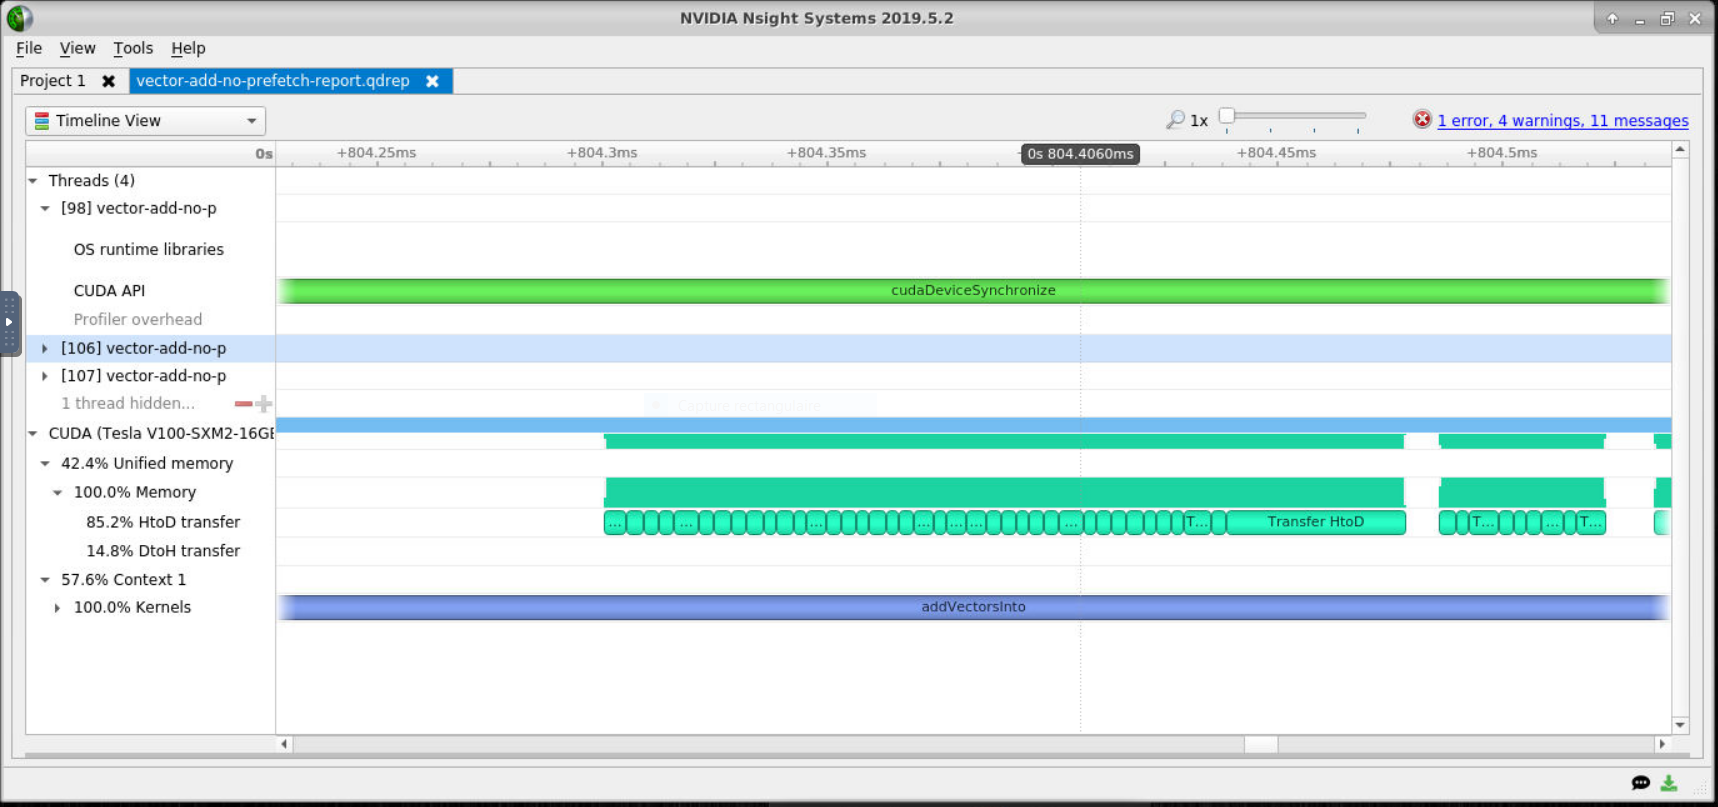 NVIDIA Nsight Systems 2019.5.2
File View Tools Help
Project 1 vector-add-no-prefetch-report.qdrep
Timeline View 1x 1 error, 4 warnings, 11 messages
0s +804.25ms +804.3ms +804.35ms 0s 804.4060ms +804.45ms +804.5ms
Threads (4)
[98] vector-add-no-p
OS runtime libraries
CUDA API cudaDeviceSynchronize
Profiler overhead
[106] vector-add-no-p
[107] vector-add-no-p
1 thread hidden... Capture rectangulaire
CUDA (Tesla V100-SXM2-16GE
42.4% Unified memory
100.0% Memory
85.2% HtoD transfer ... ... ... ... ... ... ... T... Transfer HtoD T... ... T...
14.8% DtoH transfer
57.6% Context 1
100.0% Kernels addVectorsInto